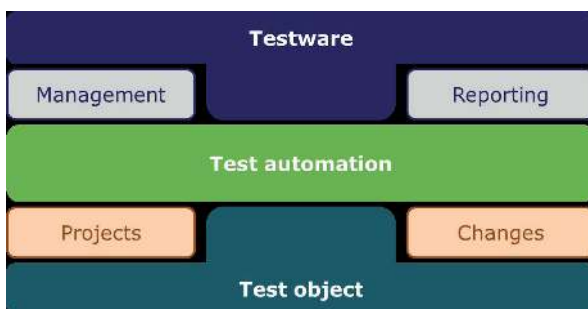 Testware
Management
Reporting
Test automation
Projects
Changes
Test object